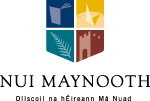 NUI MAYNOOTH
Ollscoil na hÉireann Má Nuad